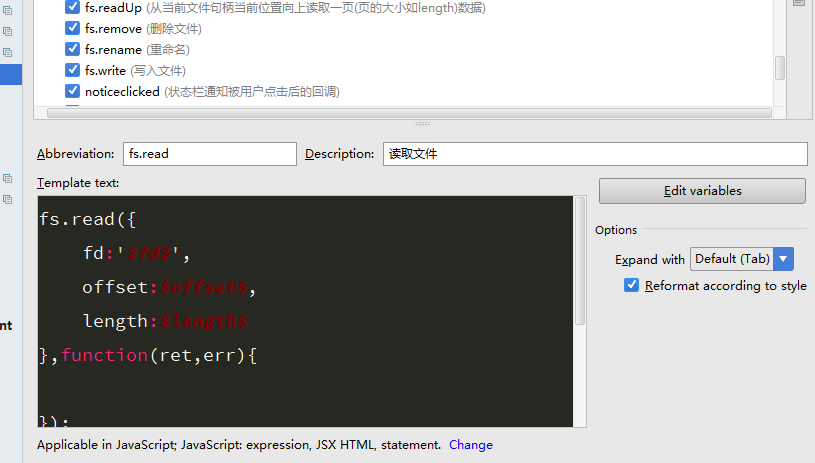 fs.readUp (从当前文件句柄当前位置向上读取一页(页的大小如length)数据)
fs.remove (删除文件)
fs.rename (重命名)
fs.write (写入文件)
noticeclicked (状态栏通知被用户点击后的回调)
Abbreviation: fs.read Description: 读取文件
Template text:
Edit variables
fs.read({
fd:'$fd$',
offset:$offset$,
length:$length$
},function(ret,err){
});
Options
Expand with Default (Tab)
Reformat according to style
nt
Applicable in JavaScript; JavaScript: expression, JSX HTML, statement. Change